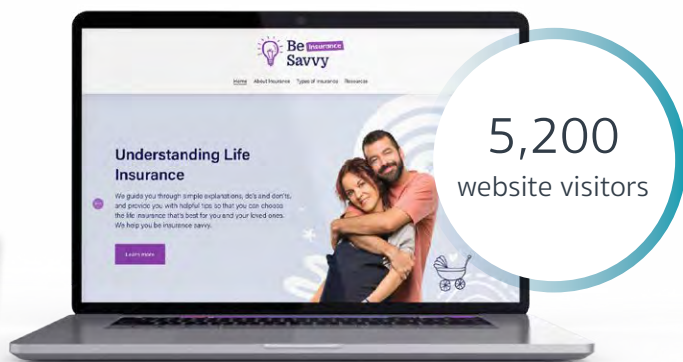 Be Insurance
Savvy
Home About Insurance Types of Insurance Resources
Understanding Life
Insurance
We guide you through simple explanations, do's and don'ts,
and provide you with helpful tips so that you can choose
the life insurance that's best for you and your loved ones.
We help you be insurance savvy.
Learn more
5,200
website visitors